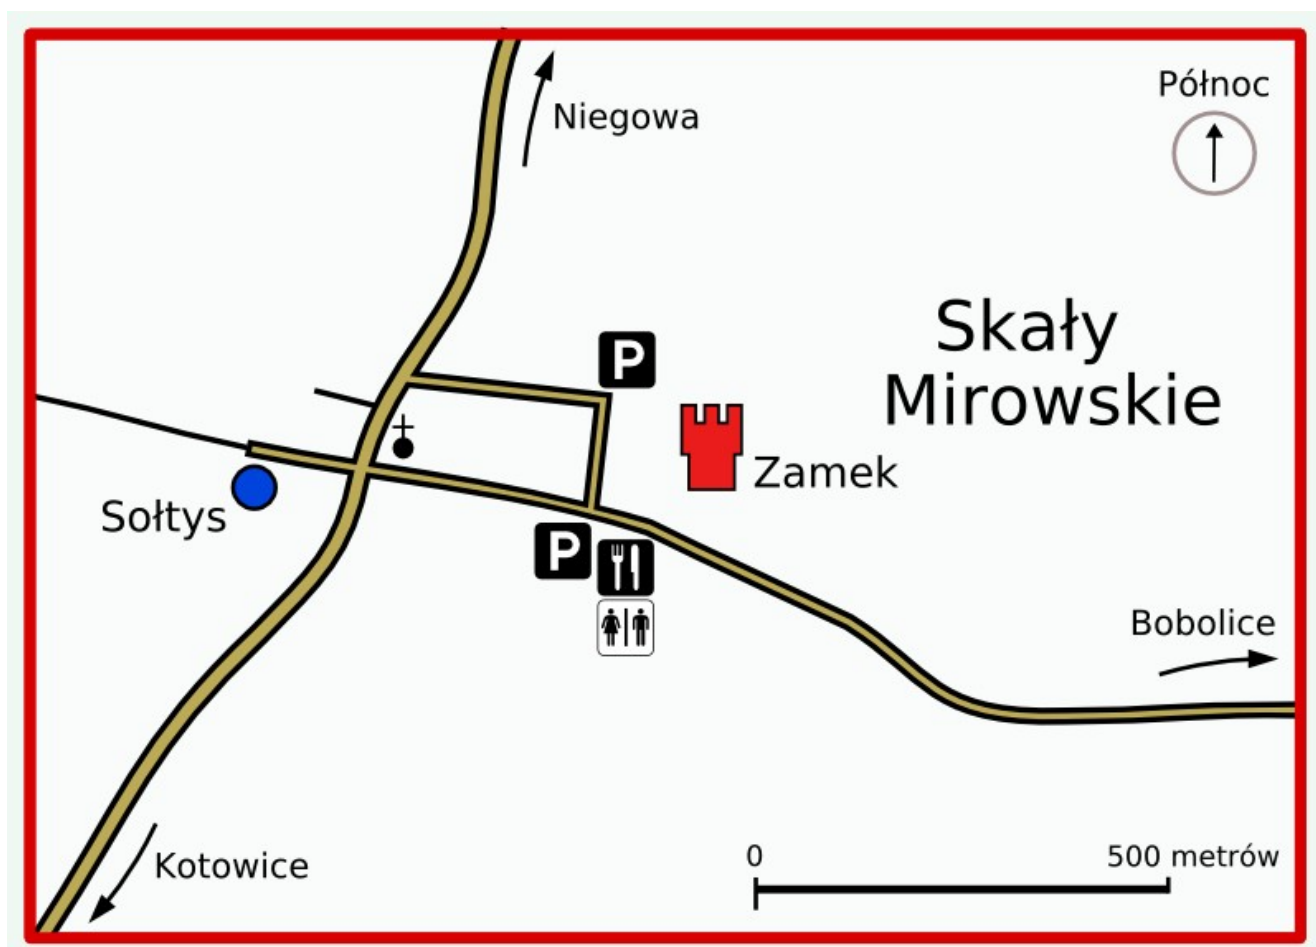 Północ
Niegowa
Skały
Mirowskie
P
Zamek
Sołtys
P
Bobolice
Kotowice
0
500 metrów